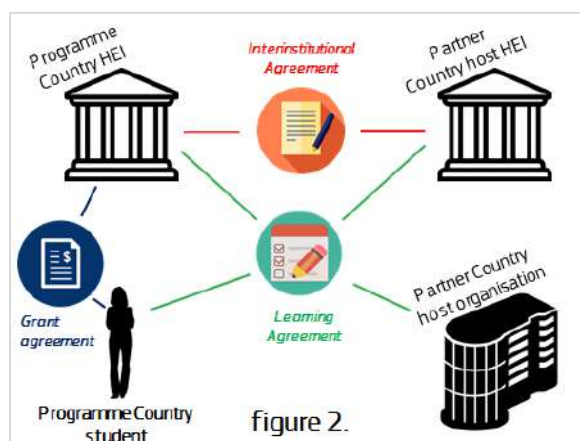 Programme
Country HEI
Interinstitutional
Agreement
Partner
Country host HEI
$
Grant
agreement
Learning
Agreement
Partner Country
host organisation
Programme Country
student
figure 2.